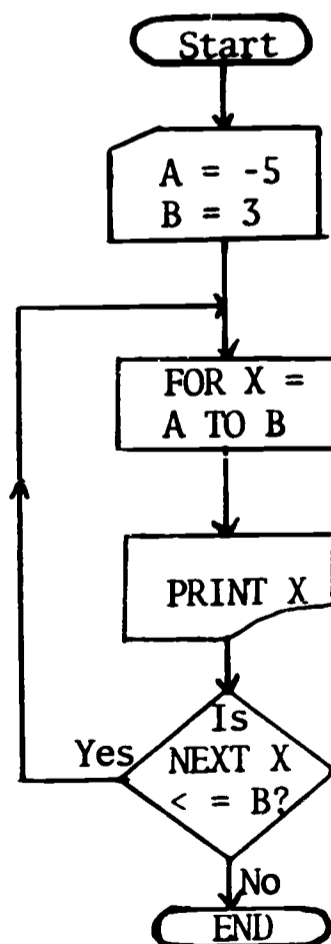 Start
A = -5
B = 3
FOR X =
A TO B
PRINT X
Is
Yes
NEXT X
< = B?
No
END